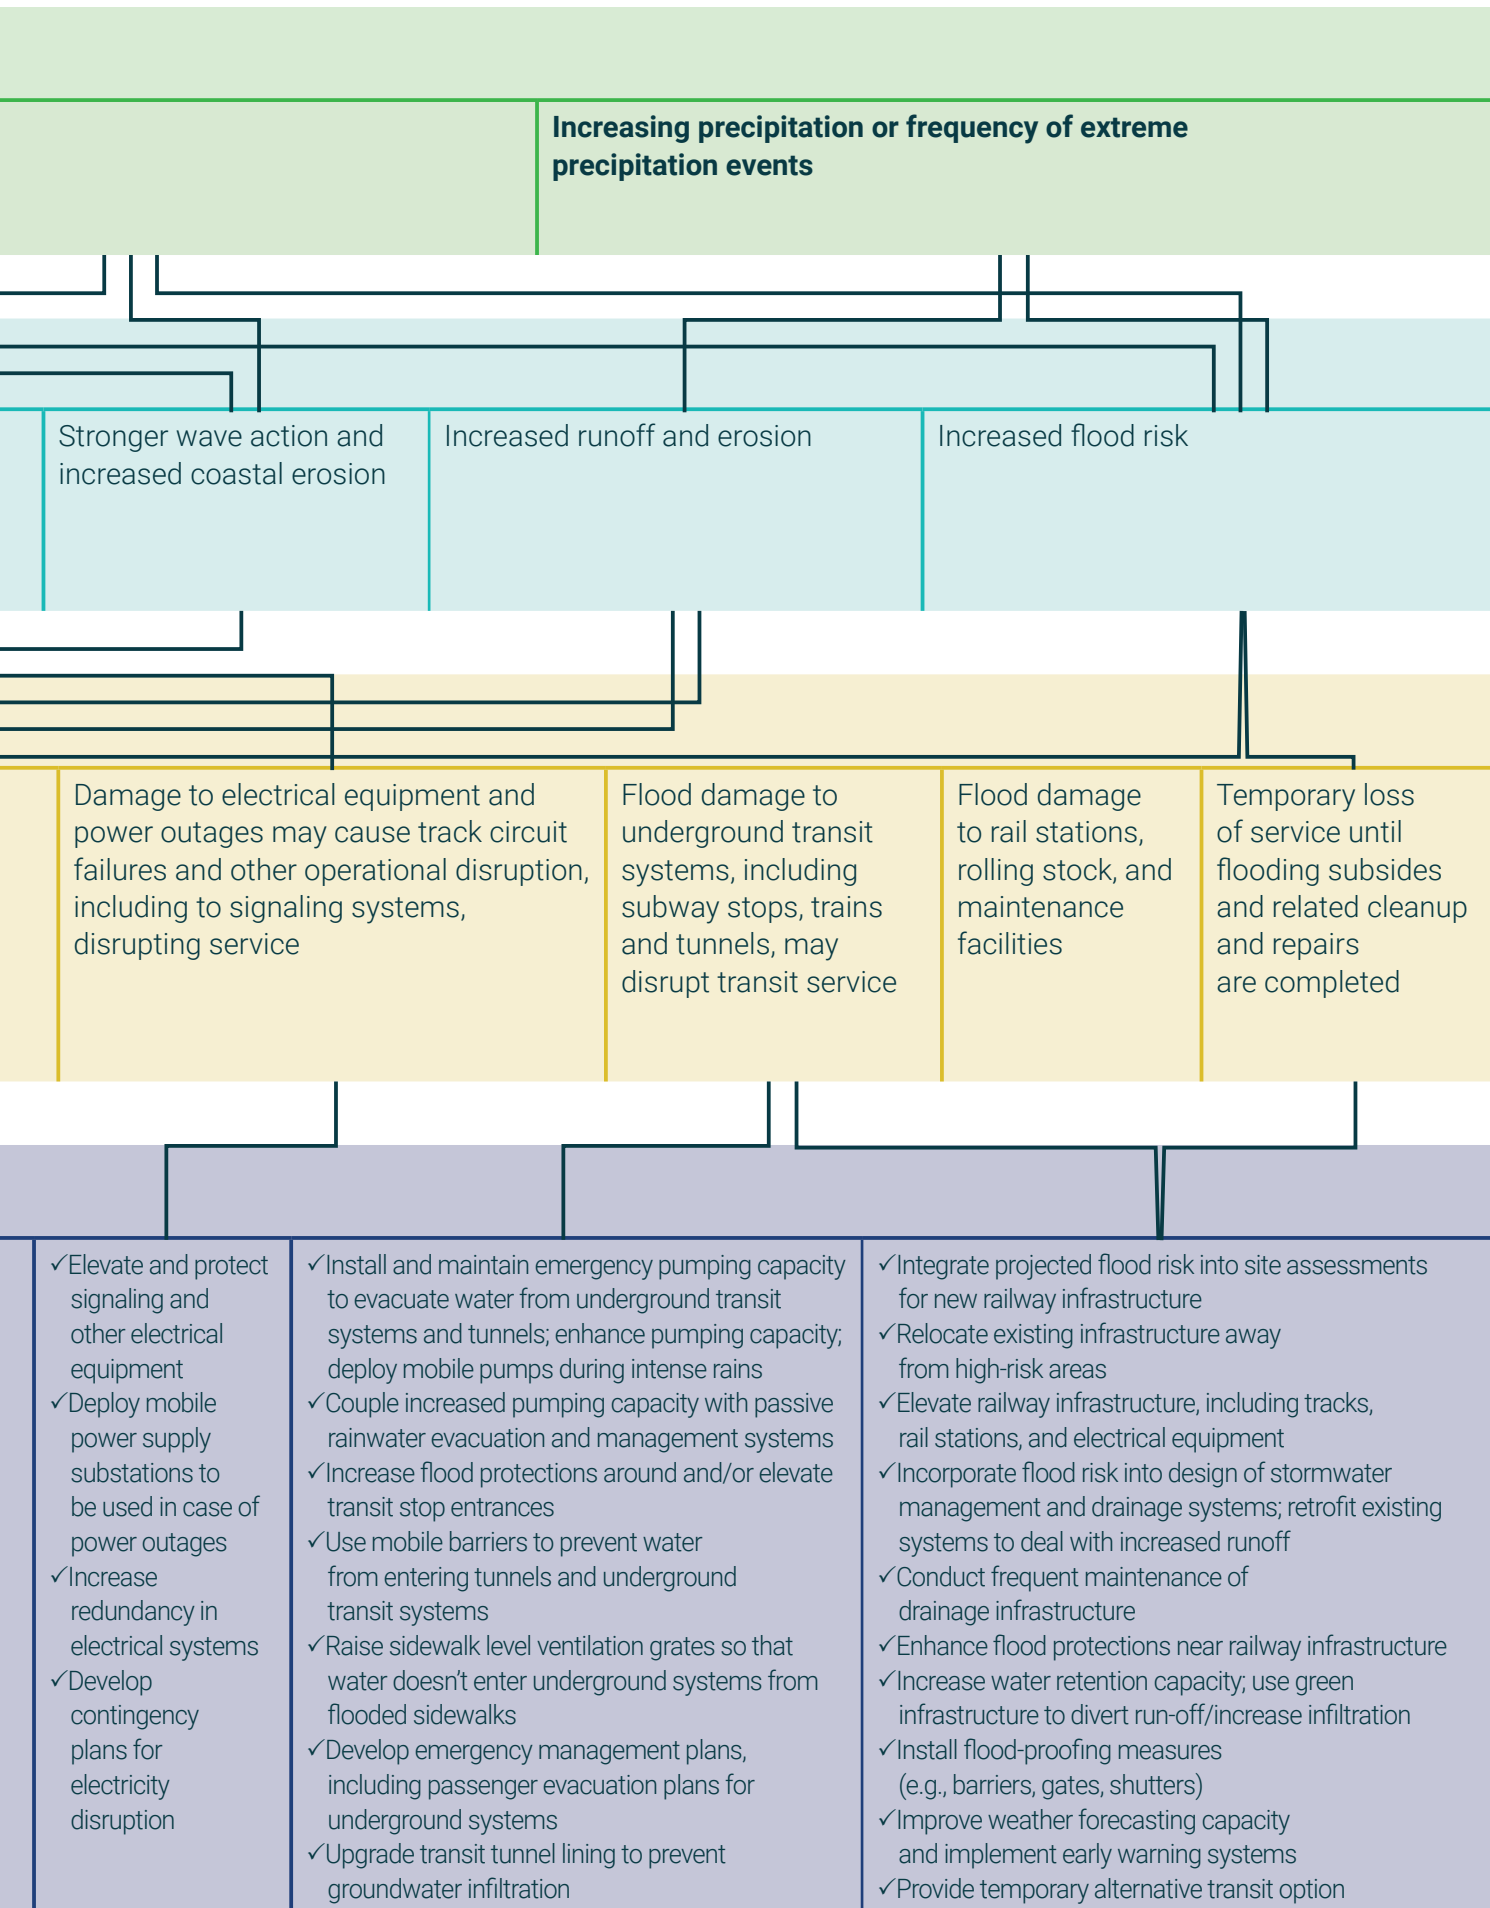 Increasing precipitation or frequency of extreme
precipitation events
Stronger wave action and
increased coastal erosion
Increased runoff and erosion
Increased flood risk
Damage to electrical equipment and
power outages may cause track circuit
failures and other operational disruption,
including to signaling systems,
disrupting service
Flood damage to
underground transit
systems, including
subway stops, trains
and tunnels, may
disrupt transit service
Flood damage
to rail stations,
rolling stock, and
maintenance
facilities
Temporary loss
of service until
flooding subsides
and related cleanup
and repairs
are completed
✓Elevate and protect
signaling and
other electrical
equipment
✓Deploy mobile
power supply
substations to
be used in case of
power outages
✓Increase
redundancy in
electrical systems
✓Develop
contingency
plans for
electricity
disruption
✓Install and maintain emergency pumping capacity
to evacuate water from underground transit
systems and tunnels; enhance pumping capacity;
deploy mobile pumps during intense rains
✓Couple increased pumping capacity with passive
rainwater evacuation and management systems
✓Increase flood protections around and/or elevate
transit stop entrances
✓Use mobile barriers to prevent water
from entering tunnels and underground
transit systems
✓Raise sidewalk level ventilation grates so that
water doesn't enter underground systems from
flooded sidewalks
✓Develop emergency management plans,
including passenger evacuation plans for
underground systems
✓Upgrade transit tunnel lining to prevent
groundwater infiltration
✓Integrate projected flood risk into site assessments
for new railway infrastructure
✓Relocate existing infrastructure away
from high-risk areas
✓Elevate railway infrastructure, including tracks,
rail stations, and electrical equipment
✓Incorporate flood risk into design of stormwater
management and drainage systems; retrofit existing
systems to deal with increased runoff
✓Conduct frequent maintenance of
drainage infrastructure
✓Enhance flood protections near railway infrastructure
✓Increase water retention capacity; use green
infrastructure to divert run-off/increase infiltration
✓Install flood-proofing measures
(e.g., barriers, gates, shutters)
✓Improve weather forecasting capacity
and implement early warning systems
✓Provide temporary alternative transit option